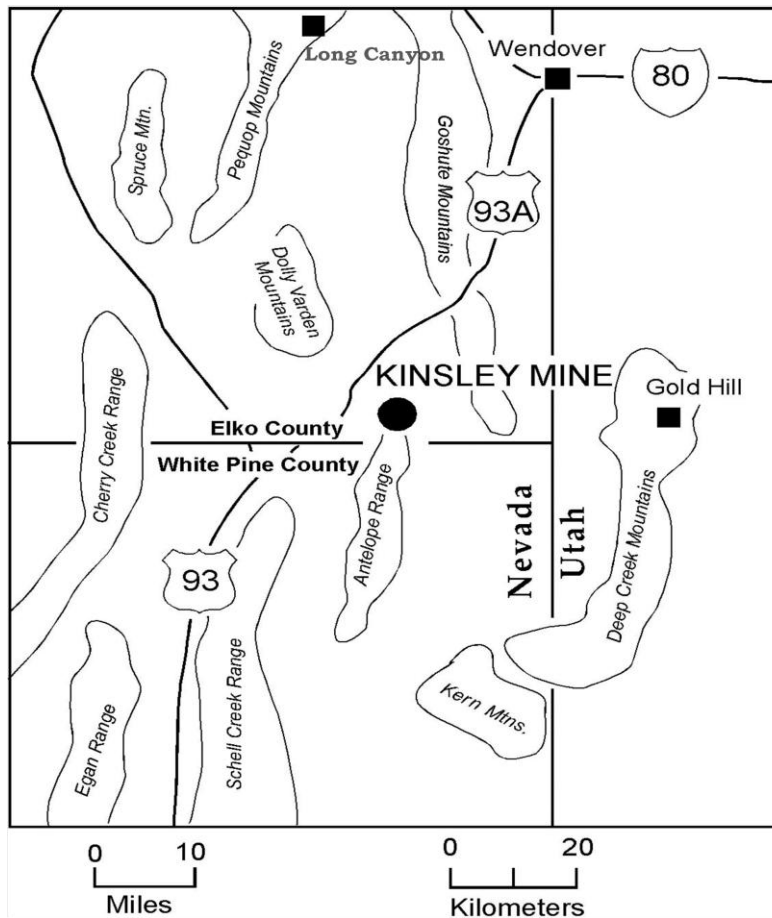 Long Canyon
Wendover
80
Spruce Mtn.
Pequop Mountains
Goshute Mountains
93A
Dolly Varden
Mountains
KINSLEY MINE
Gold Hill
Elko County
White Pine County
Cherry Creek Range
Antelope Range
Nevada
Utah
Deep Creek Mountains
93
Schell Creek Range
Egan Range
Kern Mtns.
0 10
Miles
0 20
Kilometers